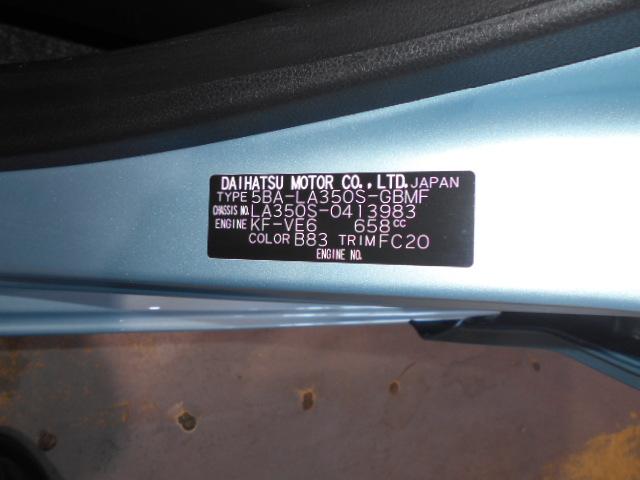 DAIHATSU MOTOR CO., LTD. JAPAN
TYPE 5BA-LA350S-GBMF
CHASSIS NO. LA350S-0413983
ENGINE KF-VE6 658cc
COLOR B83 TRIM FC20
ENGINE NO.